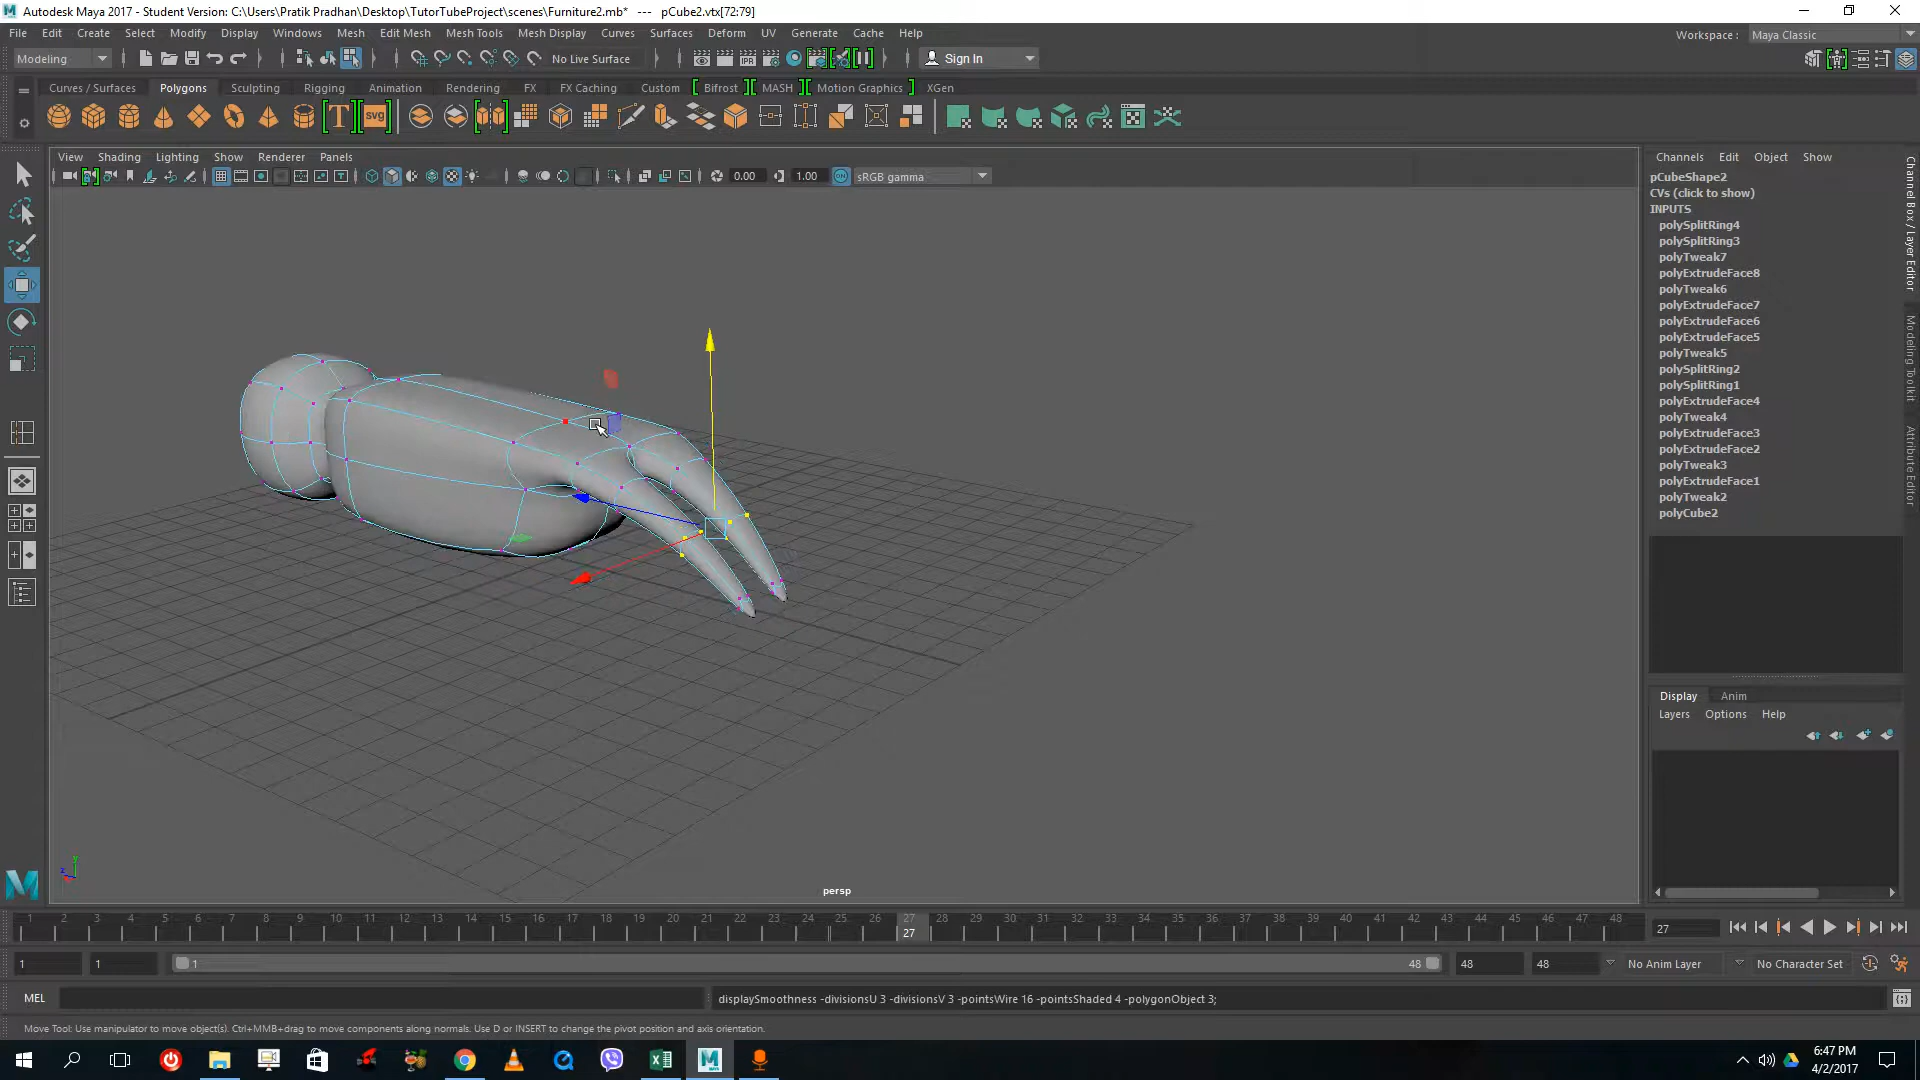 Autodesk Maya 2017 - Student Version: C:\Users\Pratik Pradhan\Desktop\TutorTubeProject\scenes\Furniture2.mb* --- pCube2.vtx[72:79]
File Edit Create Select Modify Display Windows Mesh Edit Mesh Mesh Tools Mesh Display Curves Surfaces Deform UV Generate Cache Help
Workspace : Maya Classic
Modeling No Live Surface Sign In
Curves / Surfaces Polygons Sculpting Rigging Animation Rendering FX FX Caching Custom Bifrost MASH Motion Graphics XGen
T svg
View Shading Lighting Show Renderer Panels
0.00 1.00 sRGB gamma
Channels Edit Object Show
pCubeShape2
CVs (click to show)
INPUTS
polySplitRing4
polySplitRing3
polyTweak7
polyExtrudeFace8
polyTweak6
polyExtrudeFace7
polyExtrudeFace6
polyExtrudeFace5
polyTweak5
polySplitRing2
polySplitRing1
polyExtrudeFace4
polyTweak4
polyExtrudeFace3
polyExtrudeFace2
polyTweak3
polyExtrudeFace1
polyTweak2
polyCube2
Channel Box / Layer Editor
Modeling Toolkit
Attribute Editor
Display Anim
Layers Options Help
persp
1 2 3 4 5 6 7 8 9 10 11 12 13 14 15 16 17 18 19 20 21 22 23 24 25 26 27 28 29 30 31 32 33 34 35 36 37 38 39 40 41 42 43 44 45 46 47 48
27 27
1 1 1 48 48 48 No Anim Layer No Character Set
MEL displaySmoothness -divisionsU 3 -divisionsV 3 -pointsWire 16 -pointsShaded 4 -polygonObject 3;
Move Tool: Use manipulator to move object(s). Ctrl+MMB+drag to move components along normals. Use D or INSERT to change the pivot position and axis orientation.
6:47 PM
4/2/2017